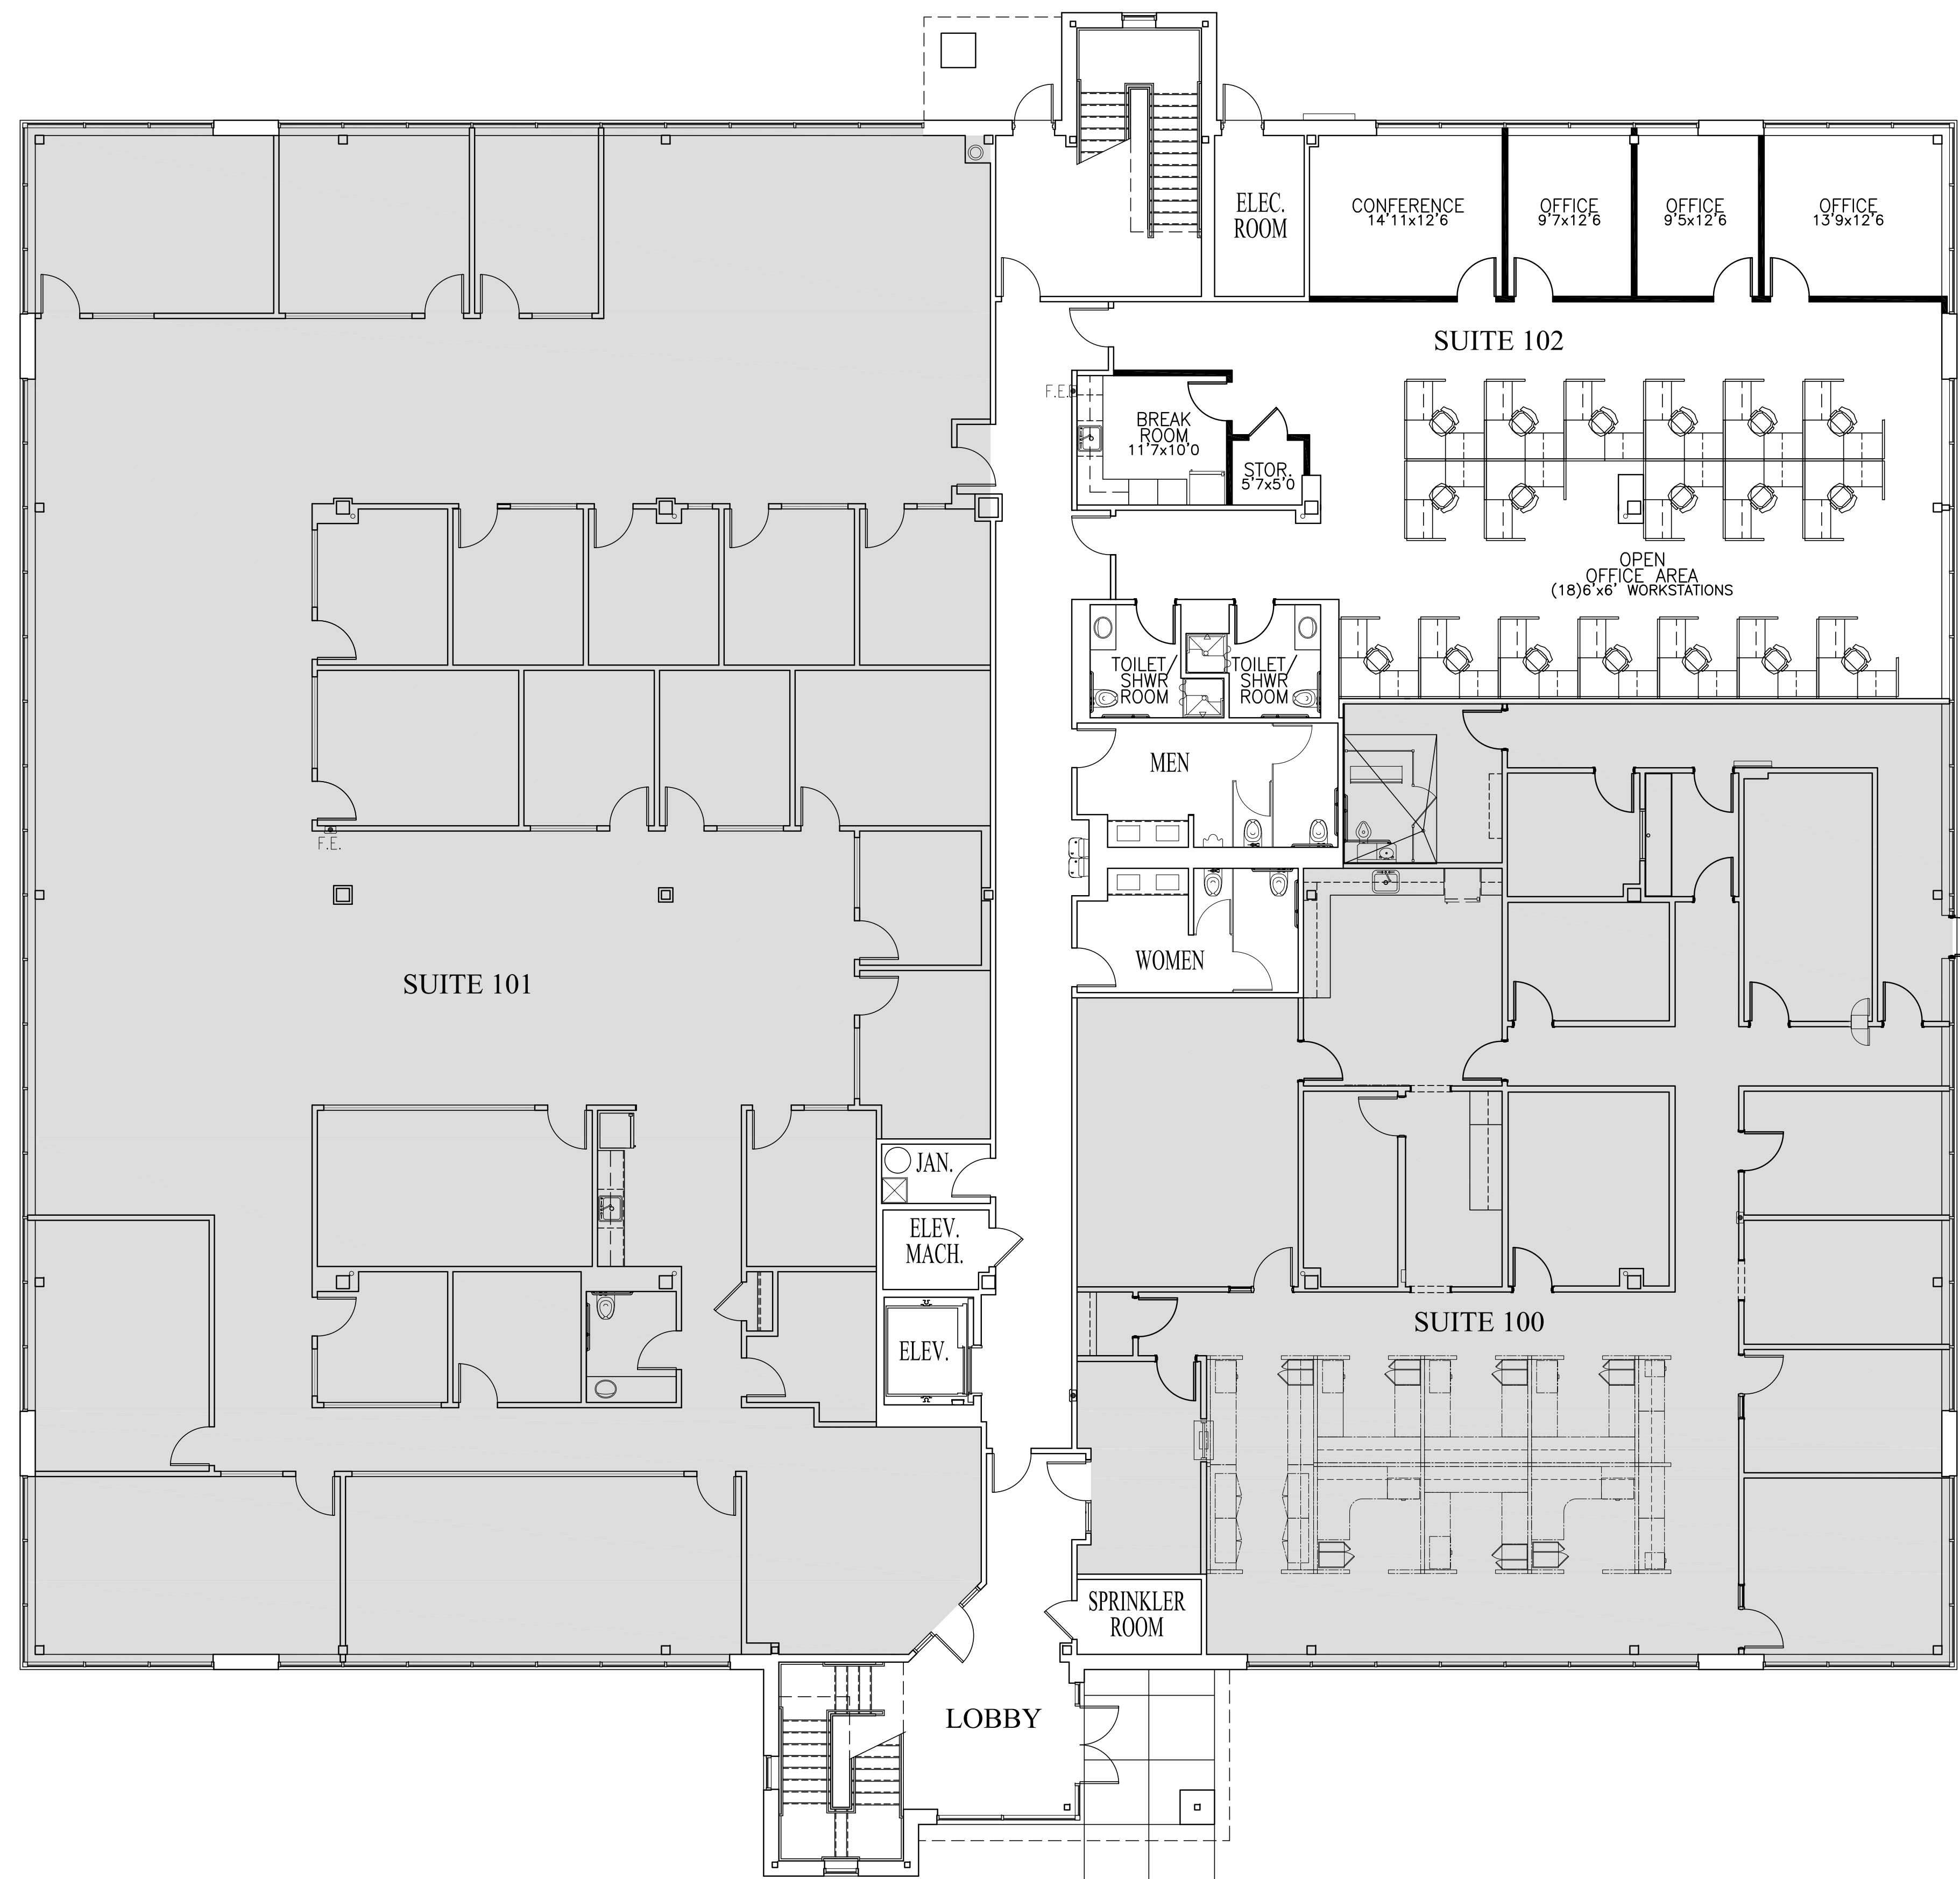 ELEC.
ROOM
CONFERENCE
14'11x12'6
OFFICE
9'7x12'6
OFFICE
9'5x12'6
OFFICE
13'9x12'6
SUITE 102
F.E.
BREAK
ROOM
11'7x10'0
STOR.
5'7x5'0
OPEN
OFFICE AREA
(18)6'x6' WORKSTATIONS
TOILET/
SHWR
ROOM
TOILET/
SHWR
ROOM
MEN
F.E.
WOMEN
SUITE 101
JAN.
ELEV.
MACH.
ELEV.
SUITE 100
SPRINKLER
ROOM
LOBBY